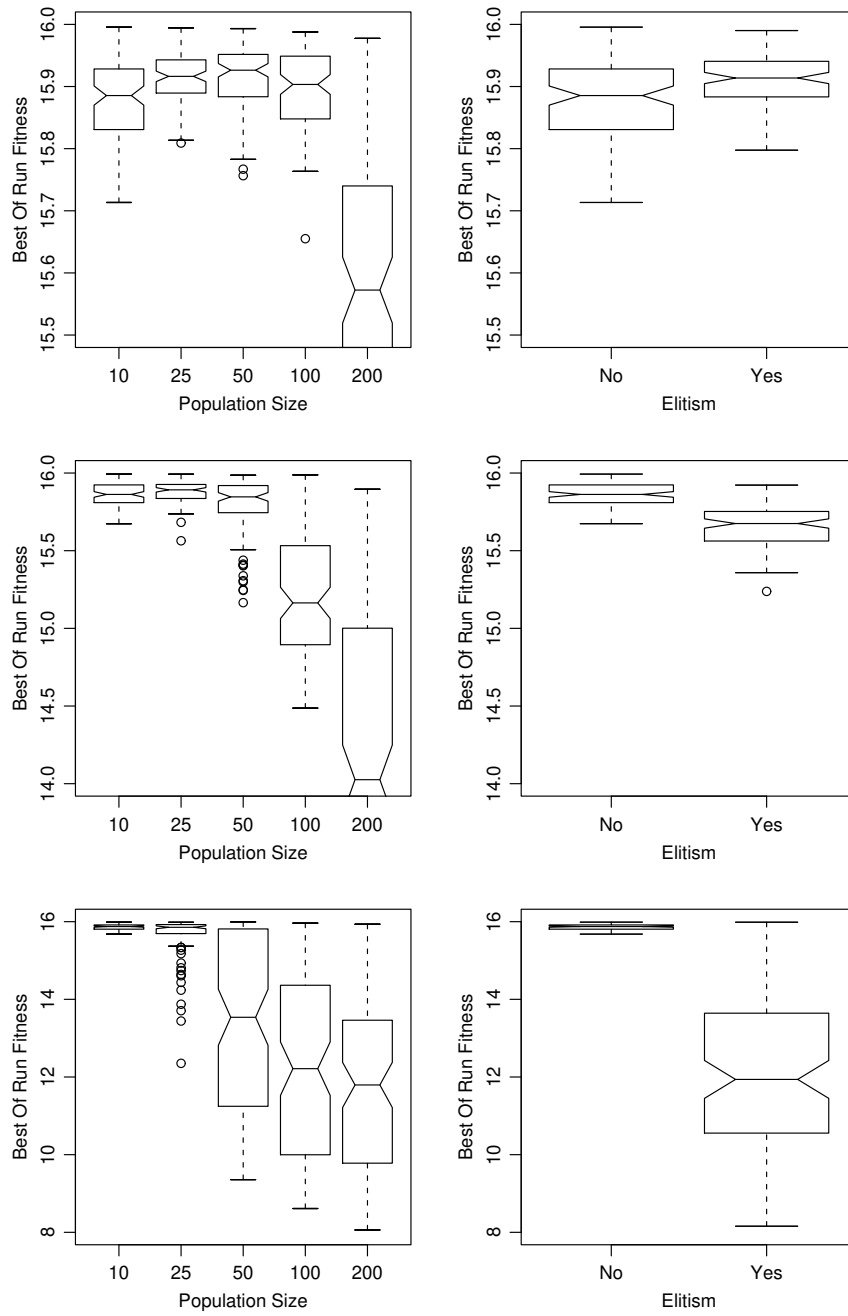 Best Of Run Fitness
16.0
15.9
15.8
15.7
15.6
15.5
10 25 50 100 200
Population Size
Best Of Run Fitness
16.0
15.9
15.8
15.7
15.6
15.5
No Yes
Elitism
Best Of Run Fitness
16.0
15.5
15.0
14.5
14.0
10 25 50 100 200
Population Size
Best Of Run Fitness
16.0
15.5
15.0
14.5
14.0
No Yes
Elitism
Best Of Run Fitness
16
14
12
10
8
10 25 50 100 200
Population Size
Best Of Run Fitness
16
14
12
10
8
No Yes
Elitism